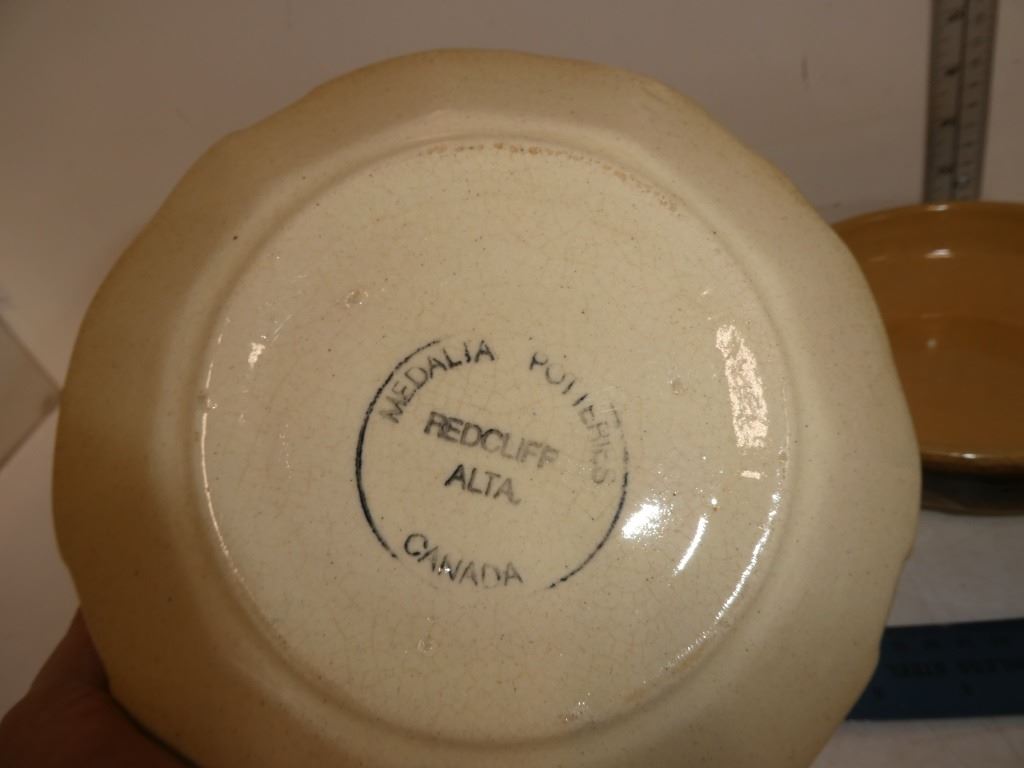 MEDALTA POTTERIES
REDCLIFF
ALTA.
CANADA